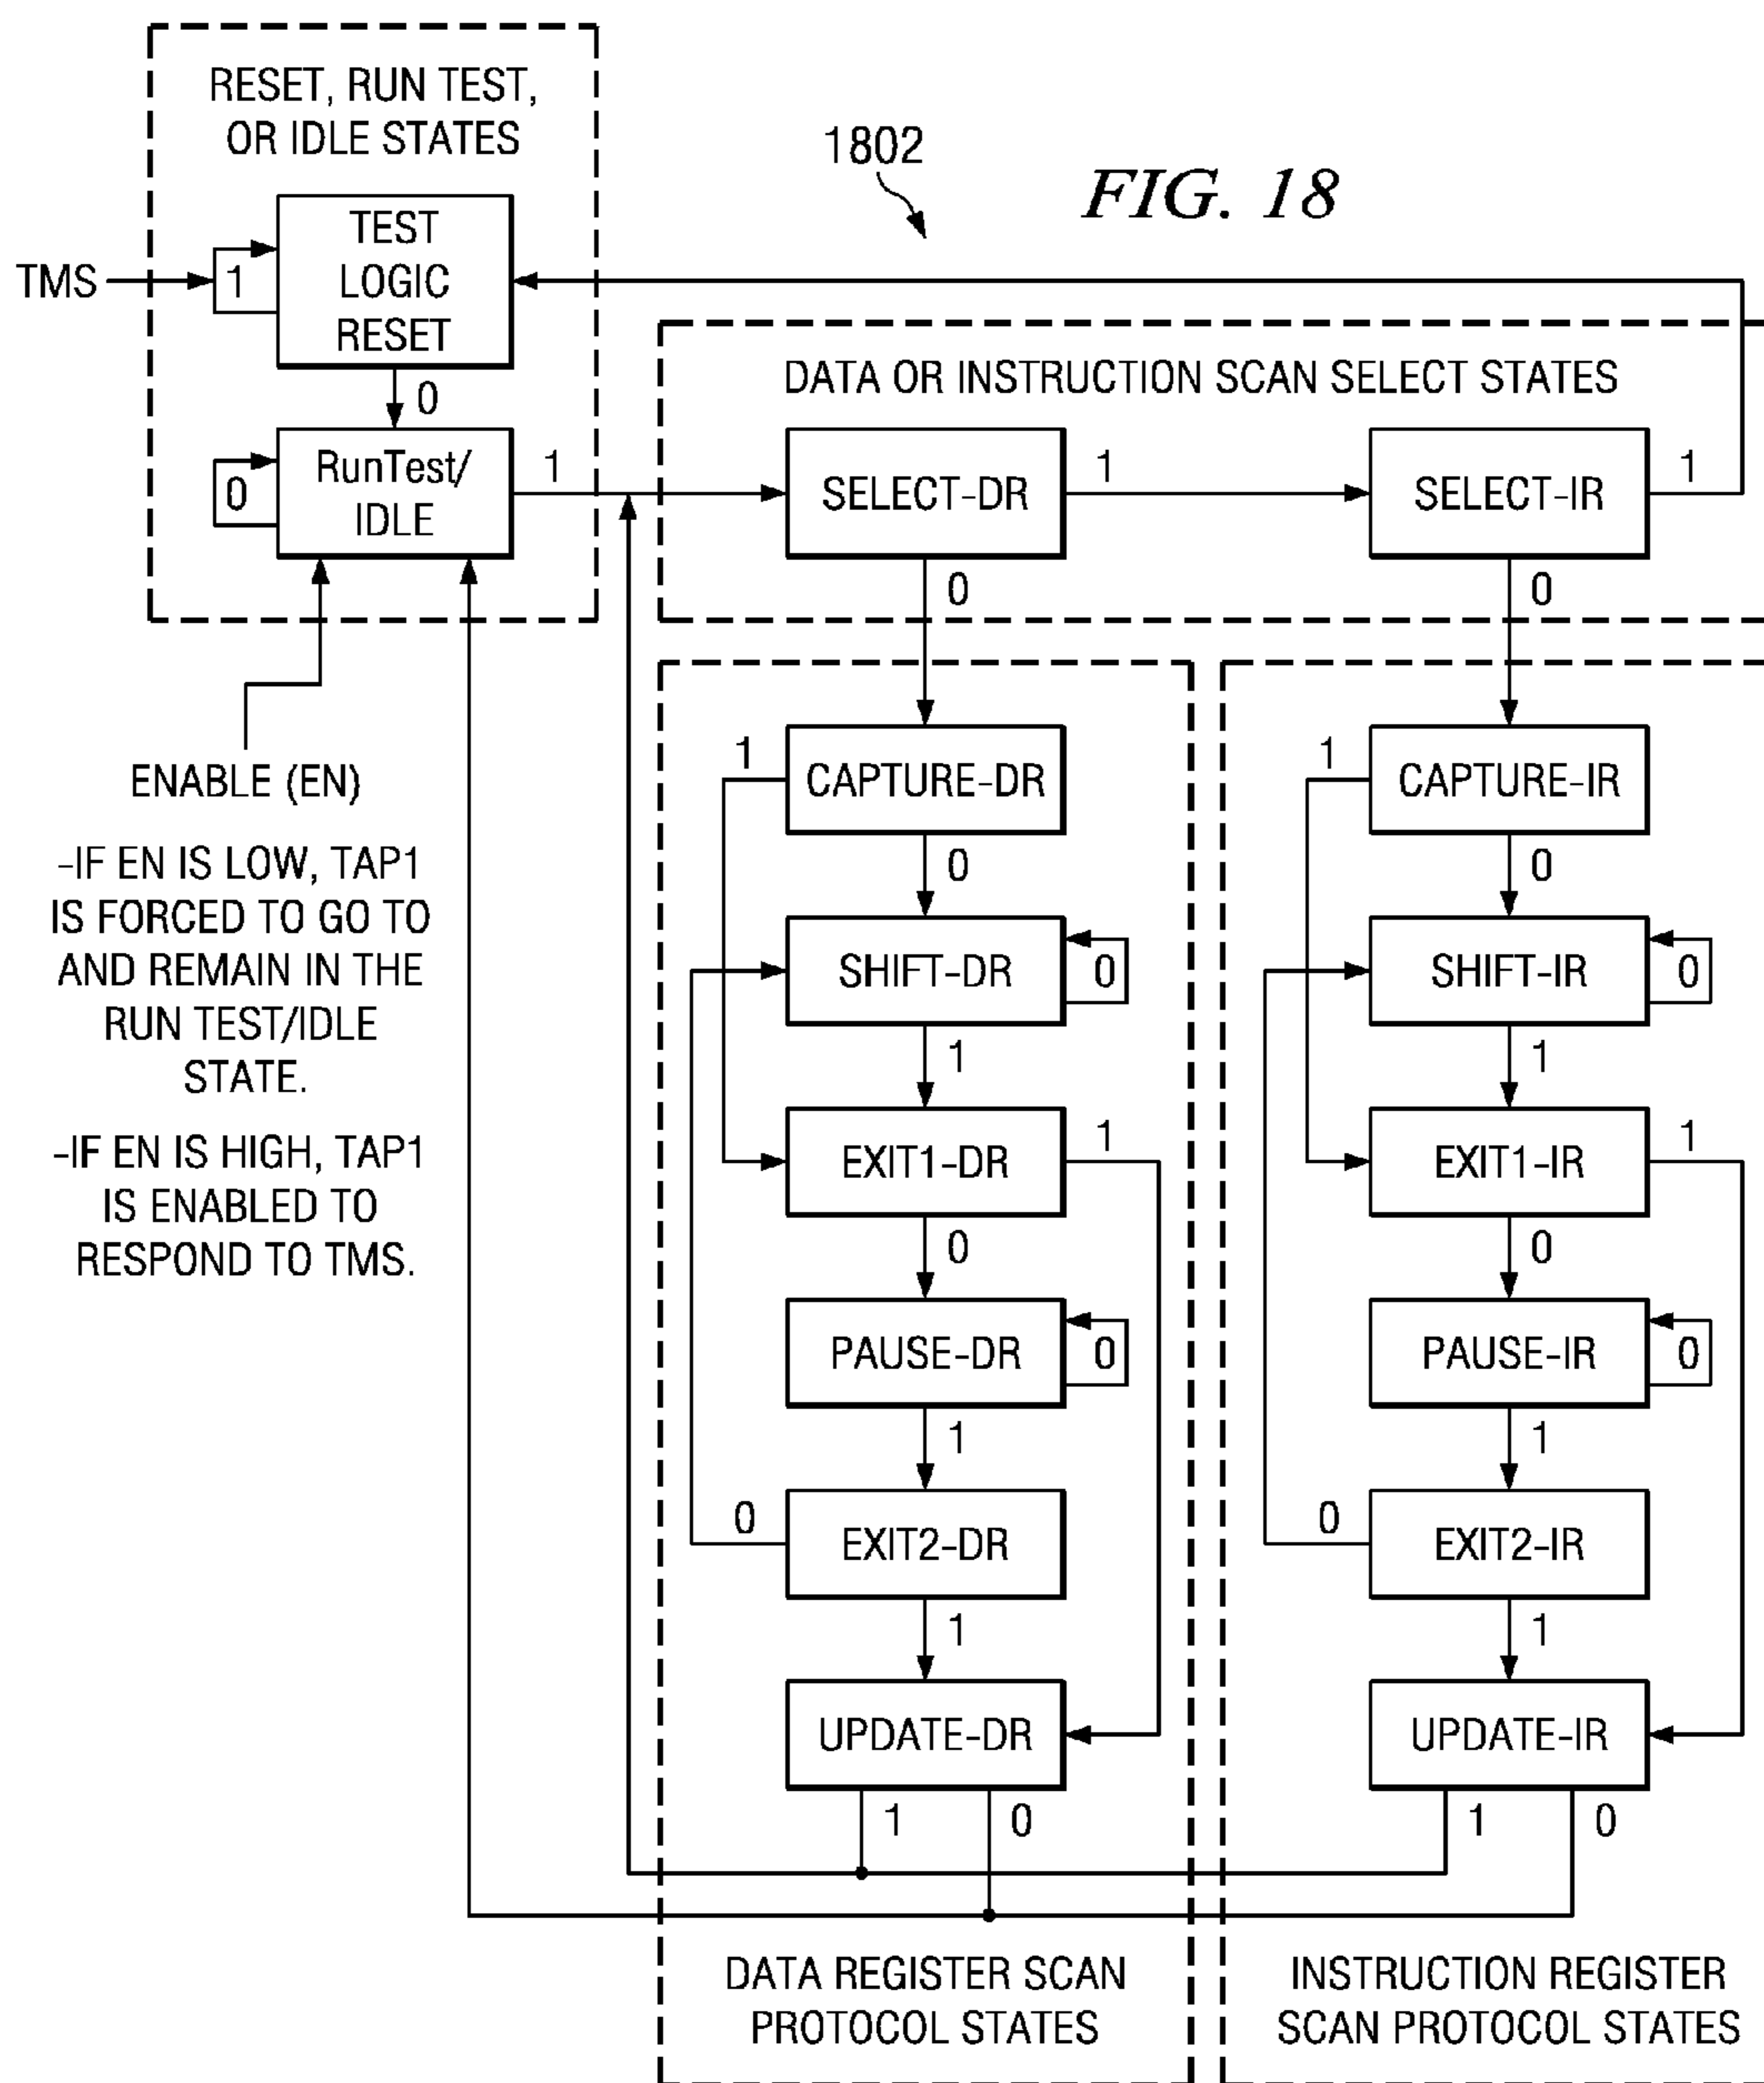 RESET, RUN TEST,
OR IDLE STATES
1802
FIG. 18
TMS
1
TEST
LOGIC
RESET
0
DATA OR INSTRUCTION SCAN SELECT STATES
0
RunTest/
IDLE
1
SELECT-DR
1
SELECT-IR
1
0
0
ENABLE (EN)
-IF EN IS LOW, TAP1
IS FORCED TO GO TO
AND REMAIN IN THE
RUN TEST/IDLE
STATE.
-IF EN IS HIGH, TAP1
IS ENABLED TO
RESPOND TO TMS.
1
CAPTURE-DR
0
SHIFT-DR
0
1
EXIT1-DR
1
0
PAUSE-DR
0
1
0
EXIT2-DR
1
UPDATE-DR
1
0
DATA REGISTER SCAN
PROTOCOL STATES
1
CAPTURE-IR
0
SHIFT-IR
0
1
EXIT1-IR
1
0
PAUSE-IR
0
1
0
EXIT2-IR
1
UPDATE-IR
1
0
INSTRUCTION REGISTER
SCAN PROTOCOL STATES